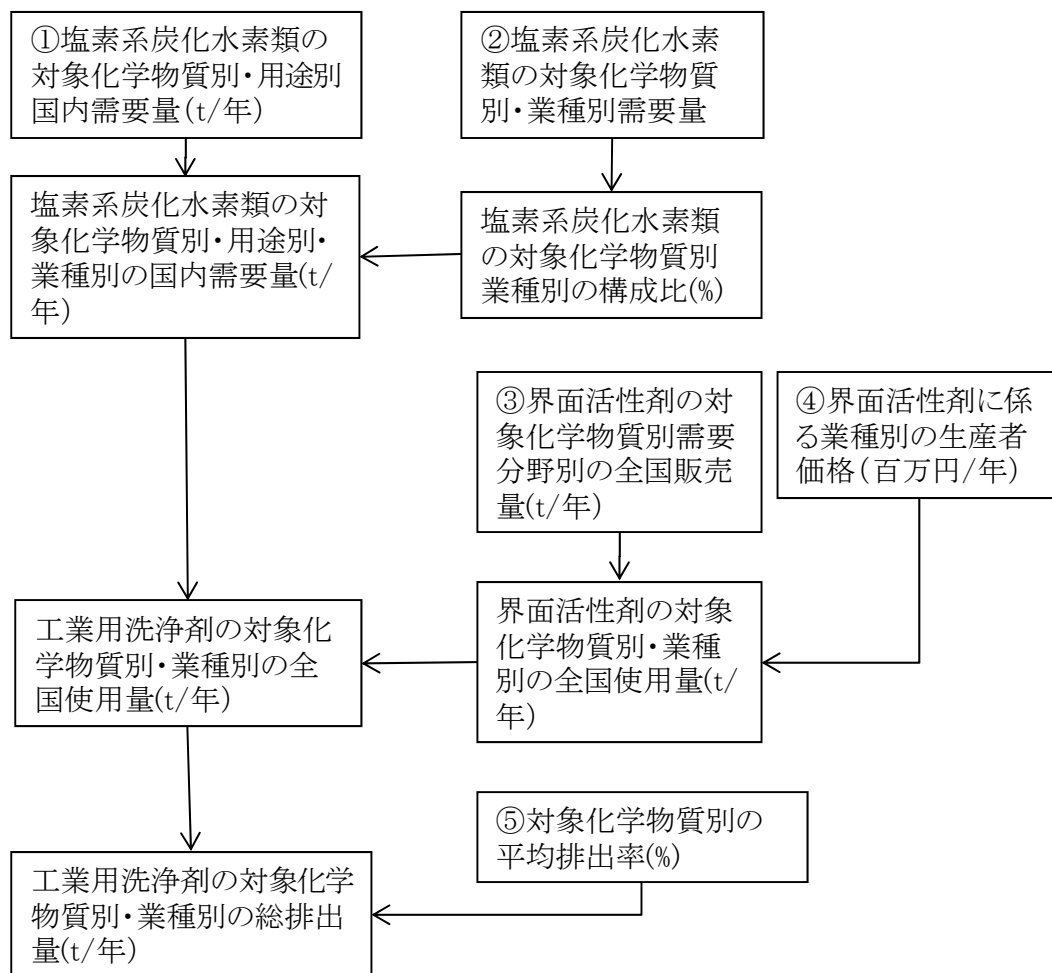 ①塩素系炭化水素類の
対象化学物質別・用途別
国内需要量(t/年)
②塩素系炭化水素
類の対象化学物質
別・業種別需要量
塩素系炭化水素類の対
象化学物質別・用途別・
業種別の国内需要量(t/
年)
塩素系炭化水素類
の対象化学物質別
業種別の構成比(%)
③界面活性剤の対
象化学物質別需要
分野別の全国販売
量(t/年)
④界面活性剤に係
る業種別の生産者
価格(百万円/年)
工業用洗浄剤の対象化
学物質別・業種別の全
国使用量(t/年)
界面活性剤の対象
化学物質別・業種
別の全国使用量(t/
年)
⑤対象化学物質別の
平均排出率(%)
工業用洗浄剤の対象化学
物質別・業種別の総排出
量(t/年)